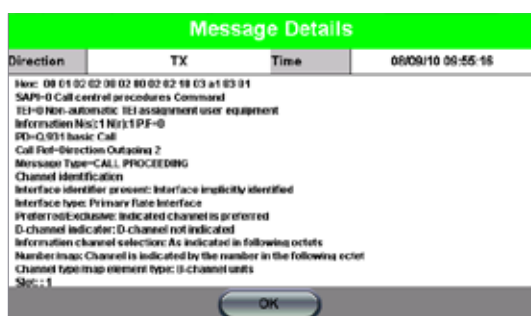 Message Details
Direction TX Time 08/09/10 09:55:16
Hex: 00 01 02 02 08 02 80 02 02 18 03 a1 83 81
SAPI=0 Call control procedures Command
TEI=0 Non-automatic TEI assignment user equipment
Information N(s):1 N(r):1 P.F=0
PD=Q.931 basic Call
Call Ref=Direction Outgoing 2
Message Type=CALL PROCEEDING
Channel identification
Interface identifier present: Interface implicitly identified
Interface type: Primary Rate Interface
Preferred/Exclusive: Indicated channel is preferred
D-channel indicator: D-channel not indicated
Information channel selection: As indicated in following octets
Number/map: Channel is indicated by the number in the following octet
Channel type/map element type: B-channel units
Slot: : 1
OK